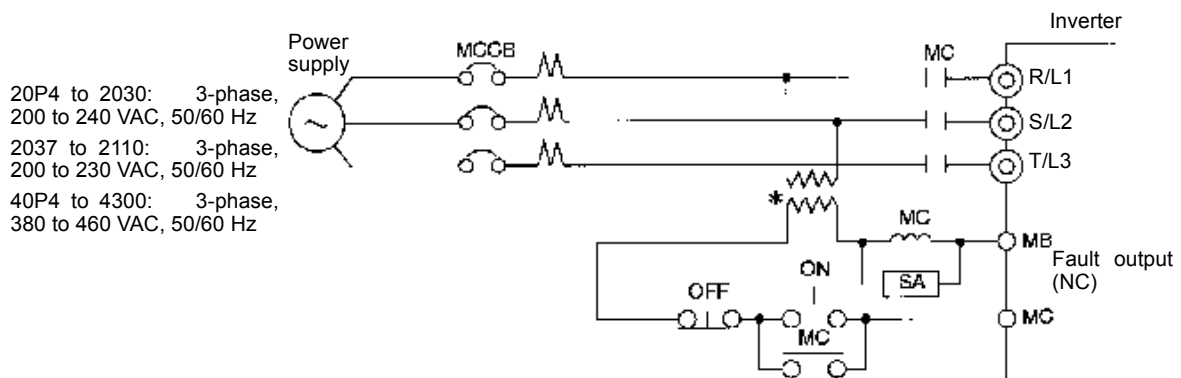 Inverter
Power
supply
MCCB
MC
20P4 to 2030: 3-phase,
200 to 240 VAC, 50/60 Hz
2037 to 2110: 3-phase,
200 to 230 VAC, 50/60 Hz
40P4 to 4300: 3-phase,
380 to 460 VAC, 50/60 Hz
~
R/L1
S/L2
T/L3
*
MC
MB
Fault output
(NC)
ON
SA
OFF
MC
MC